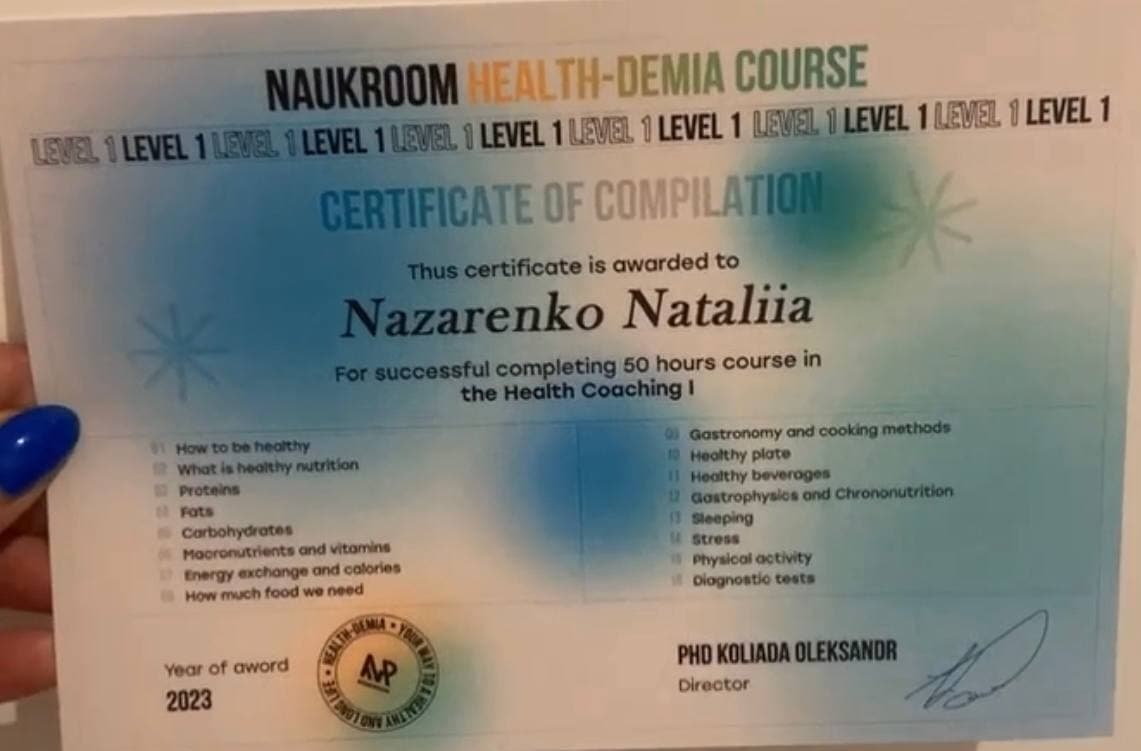 NAUKROOM HEALTH-DEMIA COURSE
LEVEL 1 LEVEL 1 LEVEL 1 LEVEL 1 LEVEL 1 LEVEL 1 LEVEL 1 LEVEL 1 LEVEL 1 LEVEL 1 LEVEL 1 LEVEL 1
CERTIFICATE OF COMPILATION
Thus certificate is awarded to
Nazarenko Nataliia
For successful completing 50 hours course in
the Health Coaching I
01 How to be healthy
02 What is healthy nutrition
03 Proteins
04 Fats
05 Carbohydrates
06 Macronutrients and vitamins
07 Energy exchange and calories
08 How much food we need
09 Gastronomy and cooking methods
10 Healthy plate
11 Healthy beverages
12 Gastrophysics and Chrononutrition
13 Sleeping
14 Stress
15 Physical activity
Diagnostic tests
Year of aword
2023
HEALTH-DEMIA • YOUR WAY TO A HEALTHY AND LONG LIFE •
PHD KOLIADA OLEKSANDR
Director